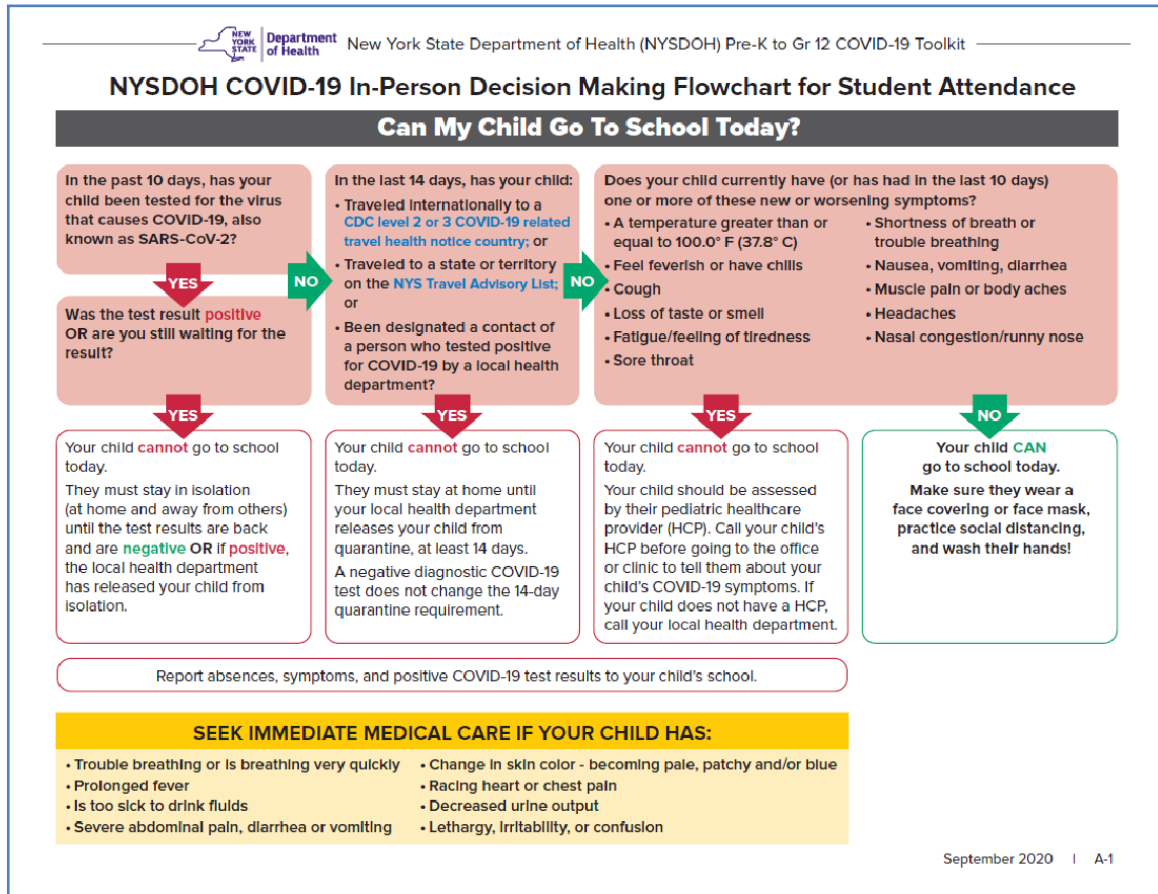 NEW
YORK
STATE
Department
of Health
New York State Department of Health (NYSDOH) Pre-K to Gr 12 COVID-19 Toolkit
NYSDOH COVID-19 In-Person Decision Making Flowchart for Student Attendance
Can My Child Go To School Today?
In the past 10 days, has your
child been tested for the virus
that causes COVID-19, also
known as SARS-CoV-2?
YES
NO
Was the test result positive
OR are you still waiting for the
result?
YES
In the last 14 days, has your child:
• Traveled internationally to a
CDC level 2 or 3 COVID-19 related
travel health notice country; or
• Traveled to a state or territory
on the NYS Travel Advisory List;
or
• Been designated a contact of
a person who tested positive
for COVID-19 by a local health
department?
NO
YES
Does your child currently have (or has had in the last 10 days)
one or more of these new or worsening symptoms?
• A temperature greater than or
equal to 100.0° F (37.8° C)
• Feel feverish or have chills
• Cough
• Loss of taste or smell
• Fatigue/feeling of tiredness
• Sore throat
• Shortness of breath or
trouble breathing
• Nausea, vomiting, diarrhea
• Muscle pain or body aches
• Headaches
• Nasal congestion/runny nose
YES
NO
Your child cannot go to school
today.
They must stay in isolation
(at home and away from others)
until the test results are back
and are negative OR if positive,
the local health department
has released your child from
isolation.
Your child cannot go to school
today.
They must stay at home until
your local health department
releases your child from
quarantine, at least 14 days.
A negative diagnostic COVID-19
test does not change the 14-day
quarantine requirement.
Your child cannot go to school
today.
Your child should be assessed
by their pediatric healthcare
provider (HCP). Call your child's
HCP before going to the office
or clinic to tell them about your
child's COVID-19 symptoms. If
your child does not have a HCP,
call your local health department.
Your child CAN
go to school today.
Make sure they wear a
face covering or face mask,
practice social distancing,
and wash their hands!
Report absences, symptoms, and positive COVID-19 test results to your child's school.
SEEK IMMEDIATE MEDICAL CARE IF YOUR CHILD HAS:
• Trouble breathing or is breathing very quickly
• Prolonged fever
• Is too sick to drink fluids
• Severe abdominal pain, diarrhea or vomiting
• Change in skin color - becoming pale, patchy and/or blue
• Racing heart or chest pain
• Decreased urine output
• Lethargy, irritability, or confusion
September 2020 | A-1